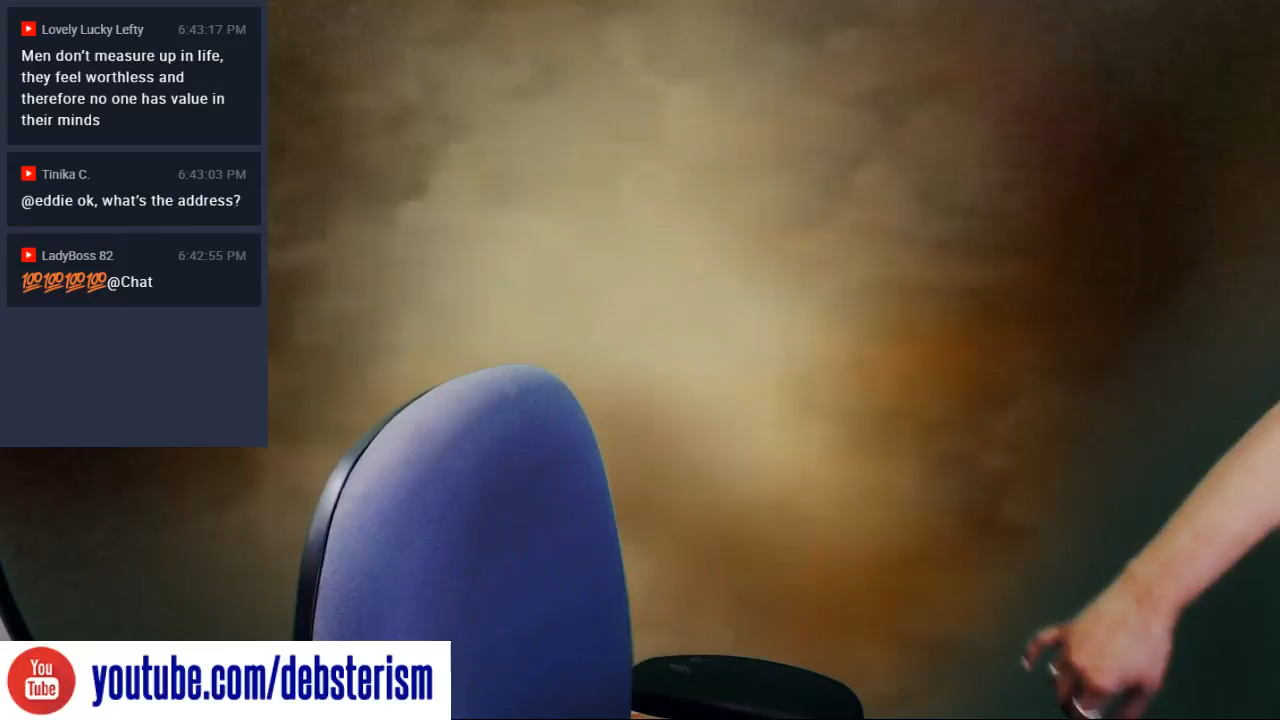 Lovely Lucky Lefty 6:43:17 PM
Men don't measure up in life,
they feel worthless and
therefore no one has value in
their minds
Tinika C. 6:43:03 PM
@eddie ok, what's the address?
LadyBoss 82 6:42:55 PM
💯💯💯💯@Chat
You
Tube
youtube.com/debsterism